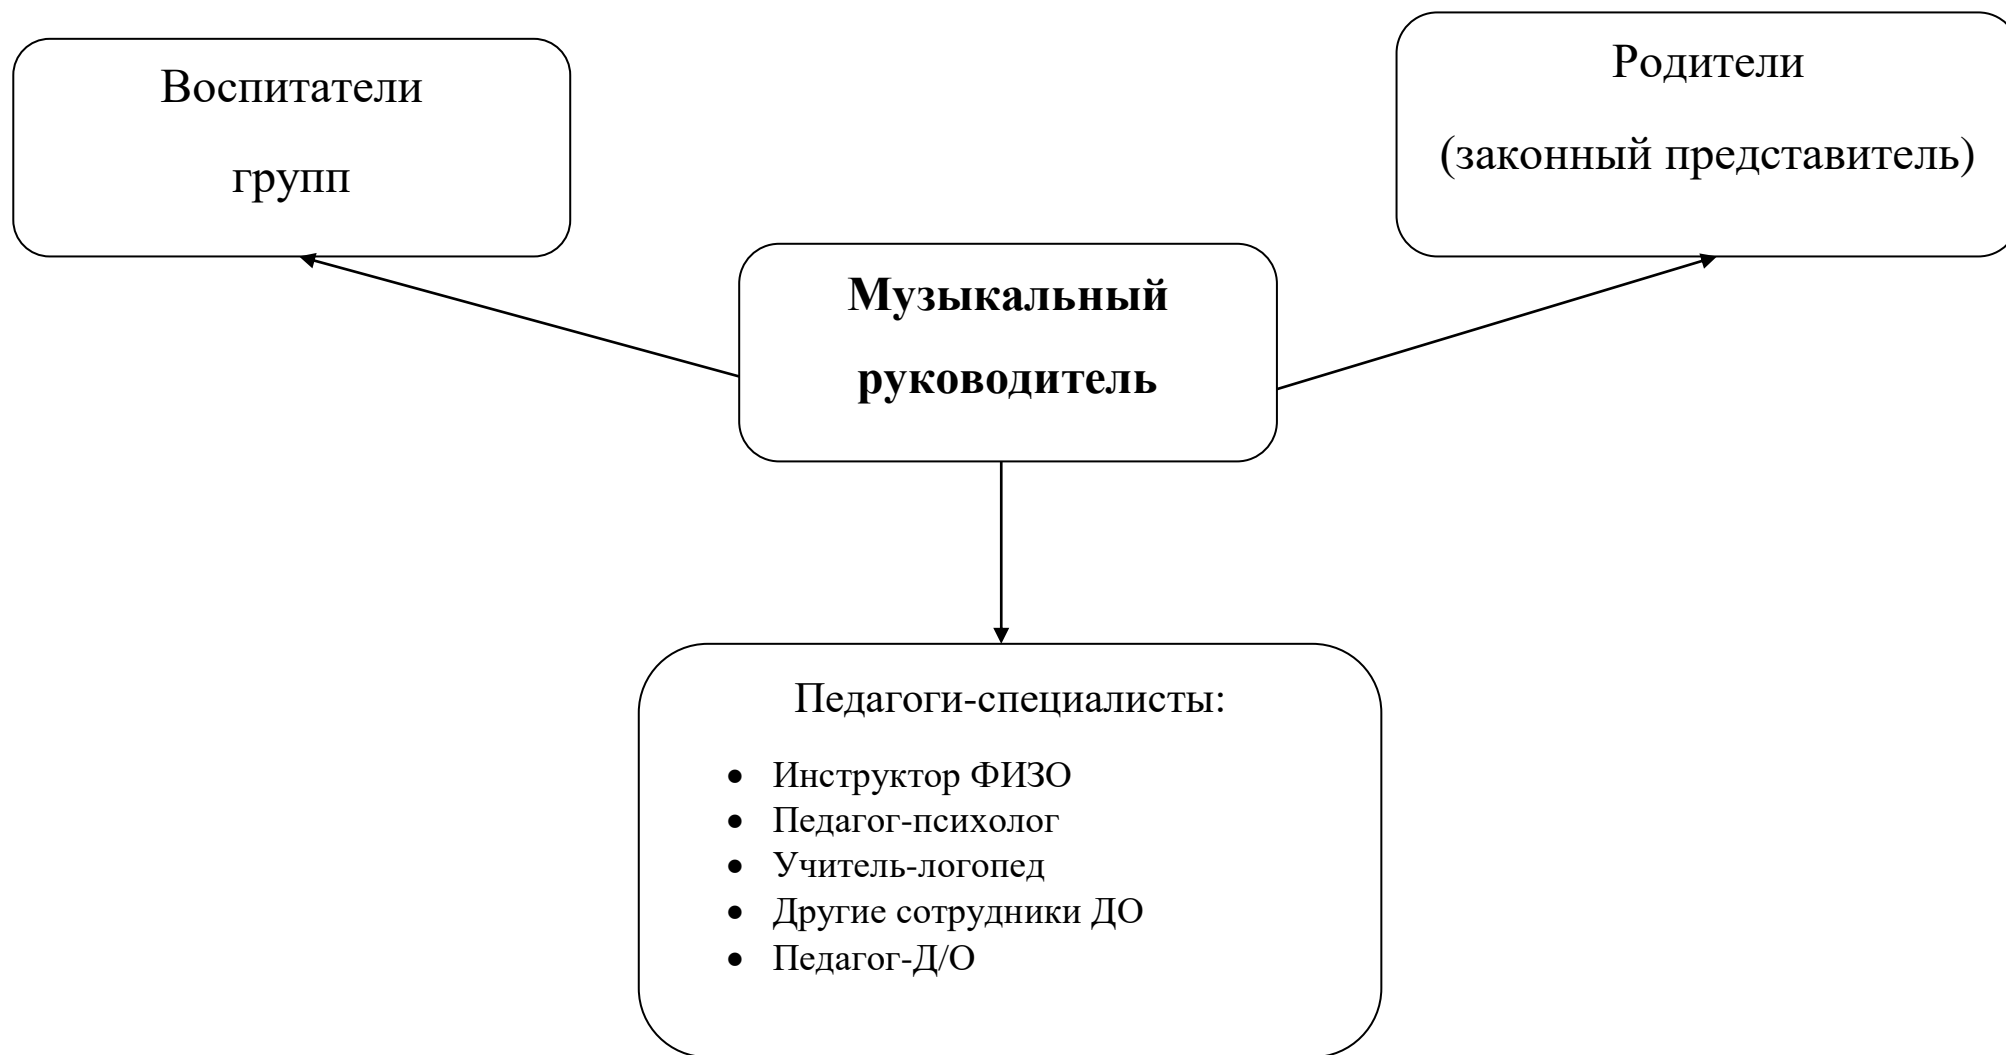 Воспитатели
групп
Родители
(законный представитель)
Музыкальный
руководитель
Педагоги-специалисты:
• Инструктор ФИЗО
• Педагог-психолог
• Учитель-логопед
• Другие сотрудники ДО
• Педагог-Д/О